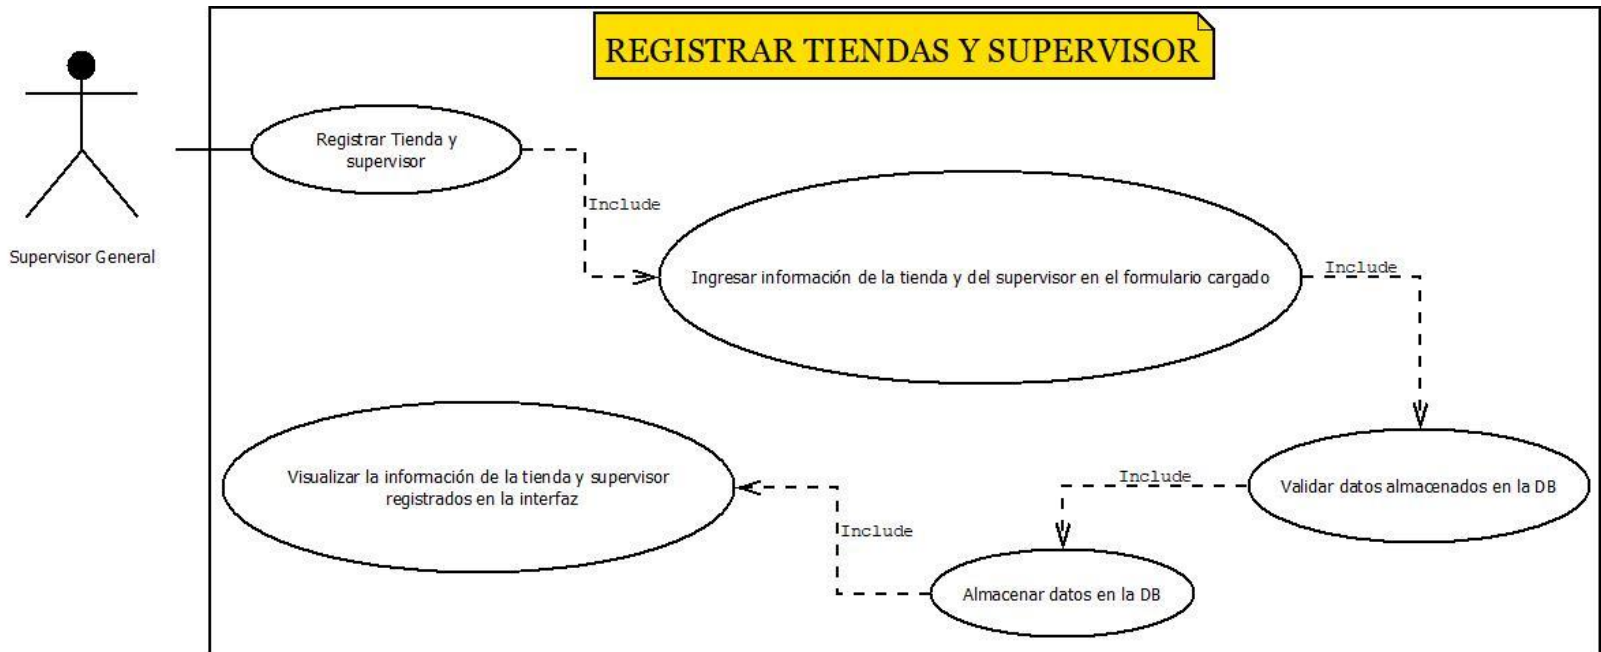 REGISTRAR TIENDAS Y SUPERVISOR
Registrar Tienda y
supervisor
Include
Supervisor General
Ingresar información de la tienda y del supervisor en el formulario cargado
Include
Visualizar la información de la tienda y supervisor
registrados en la interfaz
Include
Validar datos almacenados en la DB
Include
Almacenar datos en la DB